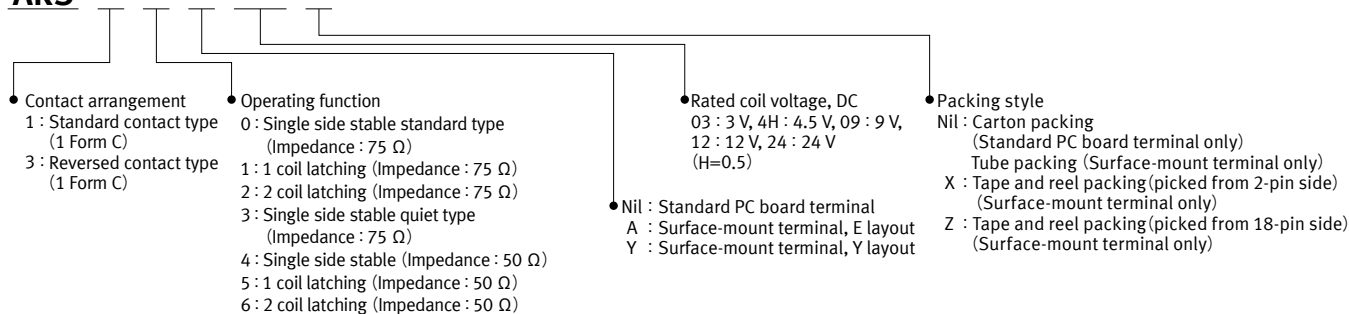 ARS
Contact arrangement
1 : Standard contact type
(1 Form C)
3 : Reversed contact type
(1 Form C)
Operating function
0 : Single side stable standard type
(Impedance : 75 Ω)
1 : 1 coil latching (Impedance : 75 Ω)
2 : 2 coil latching (Impedance : 75 Ω)
3 : Single side stable quiet type
(Impedance : 75 Ω)
4 : Single side stable (Impedance : 50 Ω)
5 : 1 coil latching (Impedance : 50 Ω)
6 : 2 coil latching (Impedance : 50 Ω)
Nil : Standard PC board terminal
A : Surface-mount terminal, E layout
Y : Surface-mount terminal, Y layout
Rated coil voltage, DC
03 : 3 V, 4H : 4.5 V, 09 : 9 V,
12 : 12 V, 24 : 24 V
(H=0.5)
Packing style
Nil : Carton packing
(Standard PC board terminal only)
Tube packing (Surface-mount terminal only)
X : Tape and reel packing (picked from 2-pin side)
(Surface-mount terminal only)
Z : Tape and reel packing (picked from 18-pin side)
(Surface-mount terminal only)